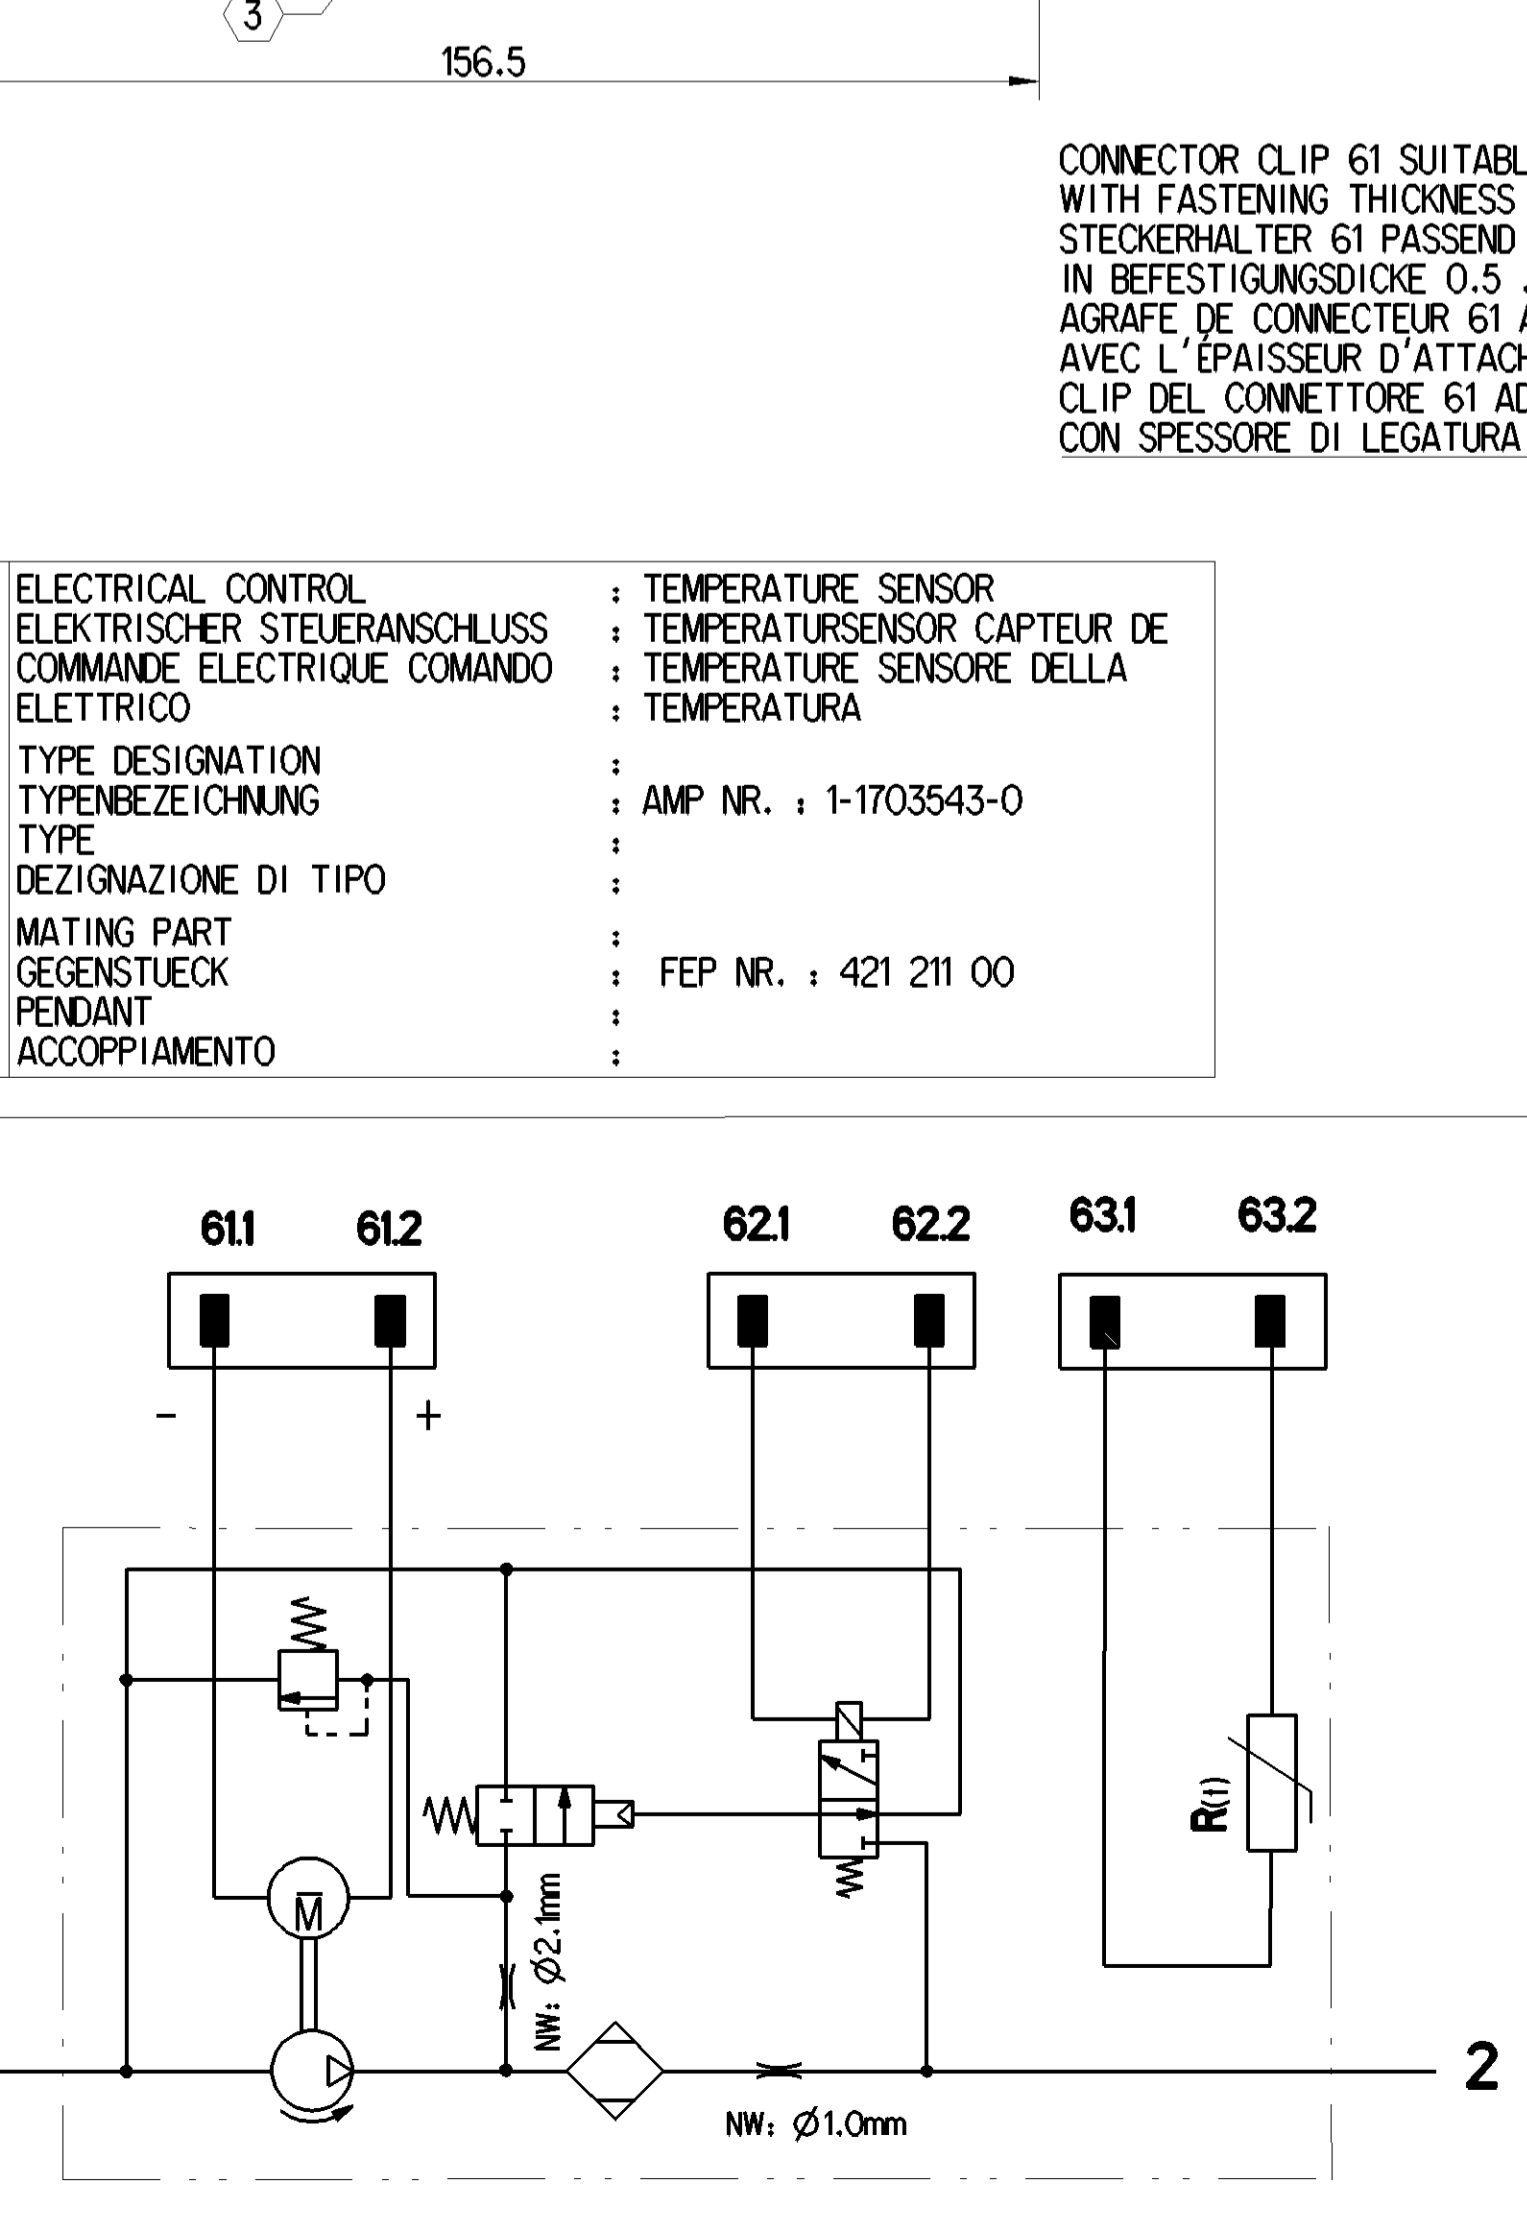 3
156.5
CONNECTOR CLIP 61 SUITABL
WITH FASTENING THICKNESS
STECKERHALTER 61 PASSEND
IN BEFESTIGUNGSDICKE 0.5 .
AGRAFE DE CONNECTEUR 61 A
AVEC L'ÉPAISSEUR D'ATTACH
CLIP DEL CONNETTORE 61 AD
CON SPESSORE DI LEGATURA
ELECTRICAL CONTROL : TEMPERATURE SENSOR
ELEKTRISCHER STEUERANSCHLUSS : TEMPERATURSENSOR CAPTEUR DE
COMMANDE ELECTRIQUE COMANDO : TEMPERATURE SENSORE DELLA
ELETTRICO : TEMPERATURA
TYPE DESIGNATION :
TYPENBEZEICHNUNG : AMP NR. : 1-1703543-0
TYPE :
DEZIGNAZIONE DI TIPO :
MATING PART :
GEGENSTUECK : FEP NR. : 421 211 00
PENDANT :
ACCOPPIAMENTO :
61.1 61.2 62.1 62.2 63.1 63.2
- +
R(t)
M
NW: Ø2.1mm
2
NW: Ø1.0mm